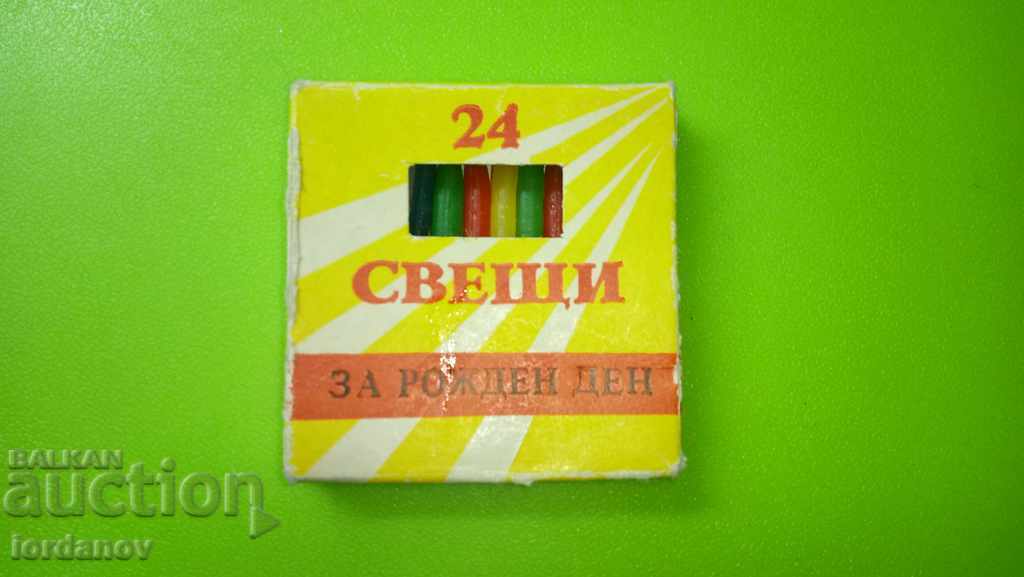 24
СВЕЩИ
ЗА РОЖДЕН ДЕН
BALKAN
auction
iordanov